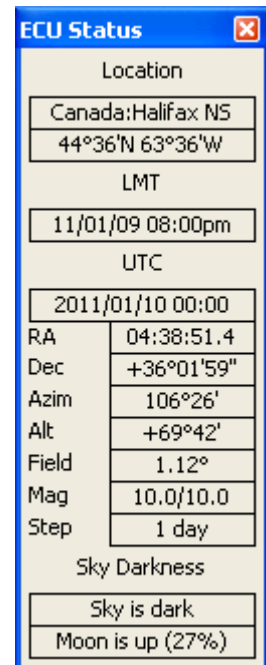 ECU Status
Location
Canada:Halifax NS
44°36'N 63°36'W
LMT
11/01/09 08:00pm
UTC
2011/01/10 00:00
RA 04:38:51.4
Dec +36°01'59"
Azim 106°26'
Alt +69°42'
Field 1.12°
Mag 10.0/10.0
Step 1 day
Sky Darkness
Sky is dark
Moon is up (27%)